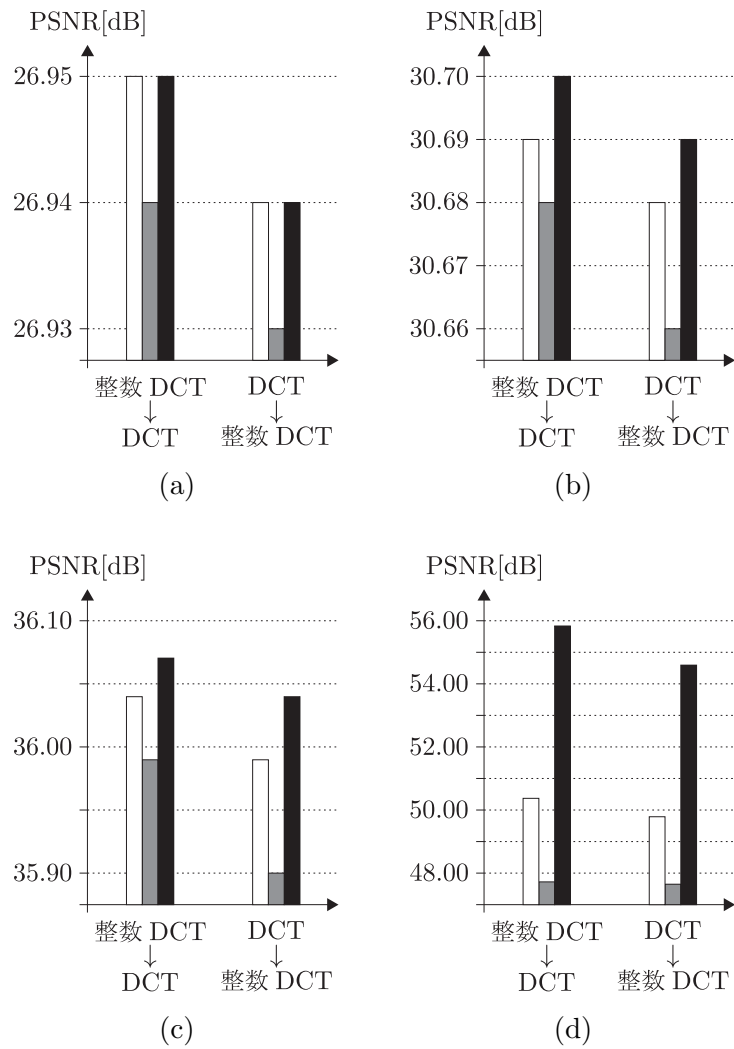 PSNR[dB]
26.95
26.94
26.93
整数 DCT
↓
DCT
DCT
↓
整数 DCT
(a)
PSNR[dB]
30.70
30.69
30.68
30.67
30.66
整数 DCT
↓
DCT
DCT
↓
整数 DCT
(b)
PSNR[dB]
36.10
36.00
35.90
整数 DCT
↓
DCT
DCT
↓
整数 DCT
(c)
PSNR[dB]
56.00
54.00
52.00
50.00
48.00
整数 DCT
↓
DCT
DCT
↓
整数 DCT
(d)